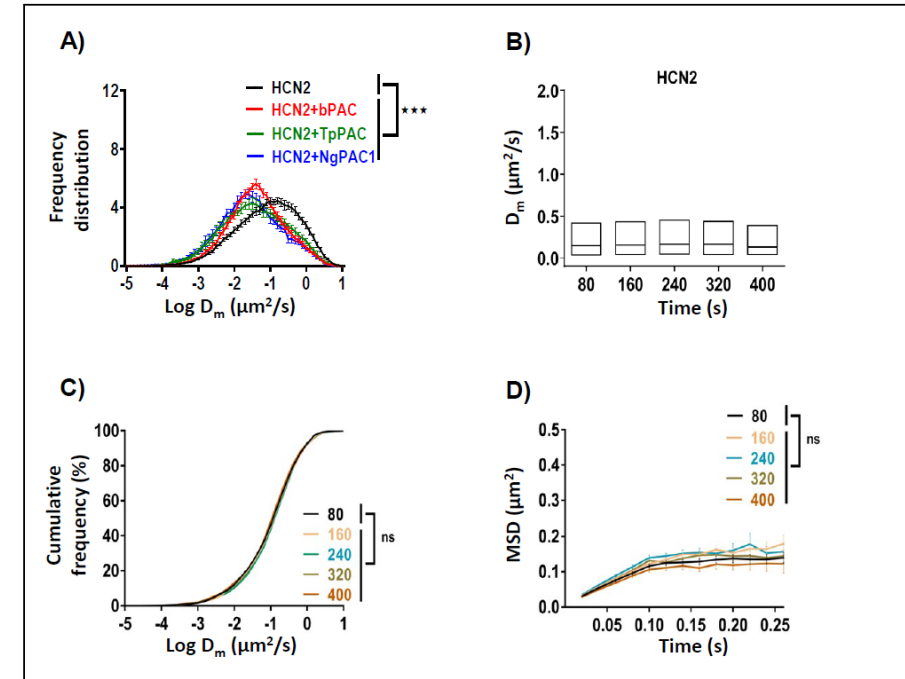 A)
HCN2
HCN2+bPAC
HCN2+TpPAC
HCN2+NgPAC1
★★★
Frequency
distribution
12
8
4
0
-5 -4 -3 -2 -1 0 1
Log Dm (μm²/s)
B)
HCN2
Dm (μm²/s)
2.0
1.5
1.0
0.5
0.0
80 160 240 320 400
Time (s)
C)
Cumulative
frequency (%)
100
80
60
40
20
0
80
160
240
320
400
ns
-5 -4 -3 -2 -1 0 1
Log Dm (μm²/s)
D)
80
160
240
320
400
ns
MSD (μm²)
0.5
0.4
0.3
0.2
0.1
0.0
0.05 0.10 0.15 0.20 0.25
Time (s)